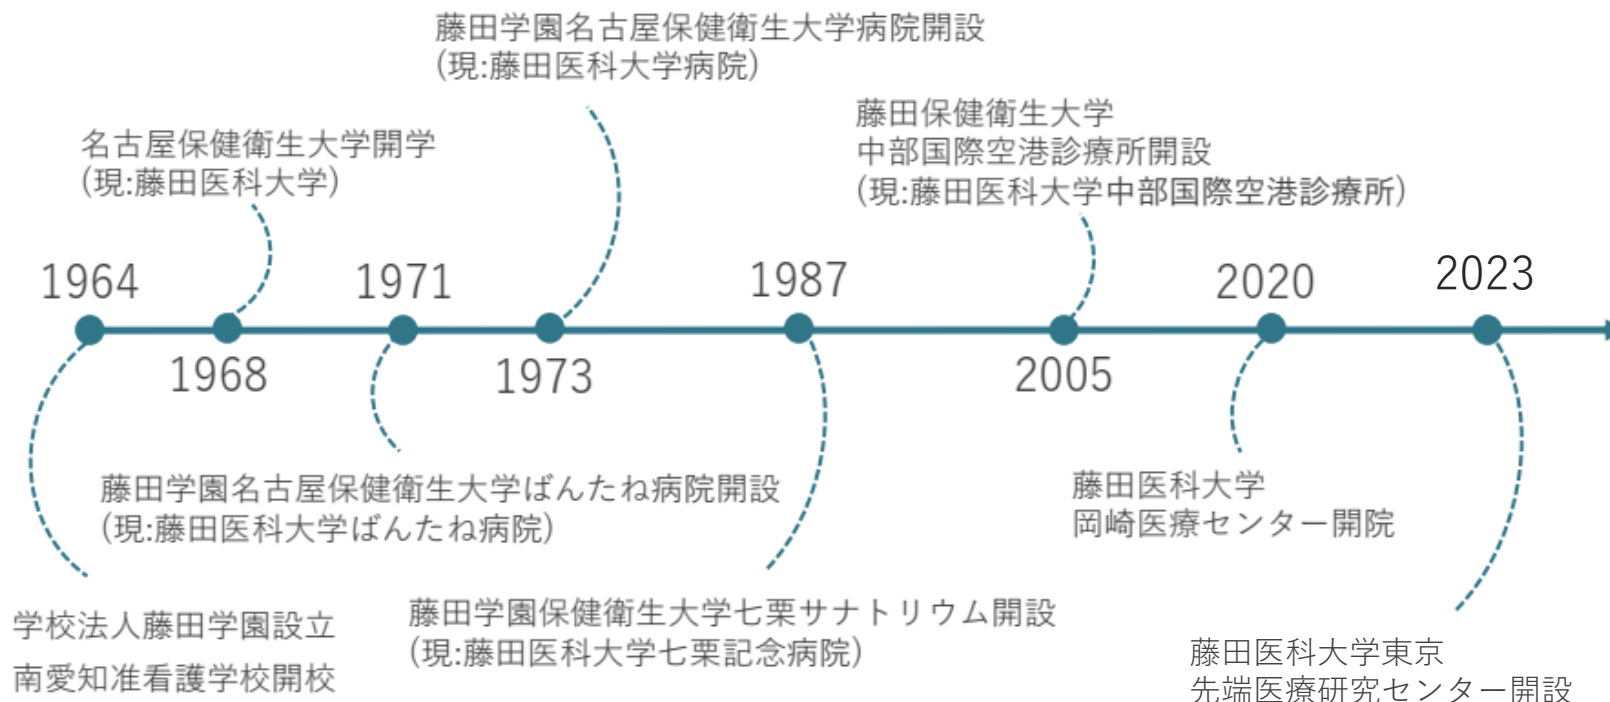 藤田学園名古屋保健衛生大学病院開設
(現:藤田医科大学病院)
名古屋保健衛生大学開学
(現:藤田医科大学)
藤田保健衛生大学
中部国際空港診療所開設
(現:藤田医科大学中部国際空港診療所)
1964
1968
1971
1973
1987
2005
2020
2023
藤田学園名古屋保健衛生大学ばんたね病院開設
(現:藤田医科大学ばんたね病院)
藤田医科大学
岡崎医療センター開院
学校法人藤田学園設立
南愛知准看護学校開校
藤田学園保健衛生大学七栗サナトリウム開設
(現:藤田医科大学七栗記念病院)
藤田医科大学東京
先端医療研究センター開設